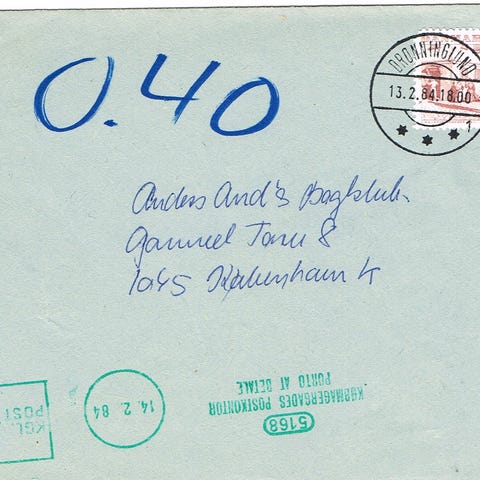 0.40
DRONNINGLUND
13.2.84.18.00
1
Anders And's Bogklub.
Gammel Torv 8
1045 København K
KØBMAGERGADES POSTKONTOR
PORTO AT BETALE
5168
14. 2. 84
KGL.
POST